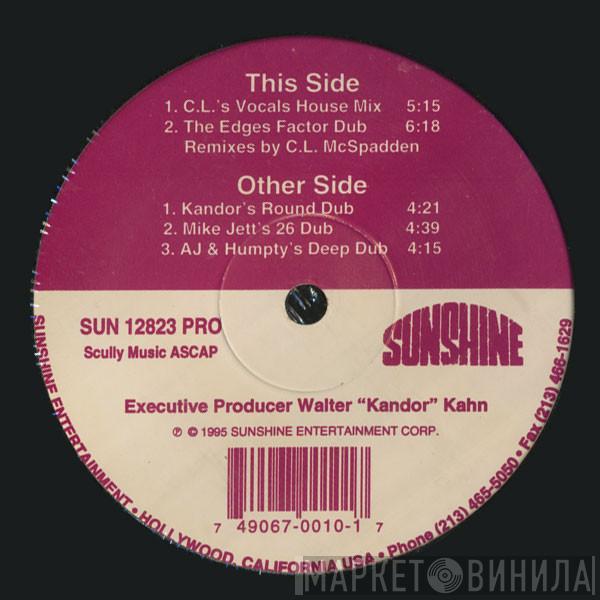 This Side
1. C.L.'s Vocals House Mix 5:15
2. The Edges Factor Dub 6:18
Remixes by C.L. McSpadden
Other Side
1. Kandor's Round Dub 4:21
2. Mike Jett's 26 Dub 4:39
3. AJ & Humpty's Deep Dub 4:15
SUN 12823 PRO
Scully Music ASCAP
SUNSHINE
Executive Producer Walter “Kandor” Kahn
℗ © 1995 SUNSHINE ENTERTAINMENT CORP.
7 49067-0010-1 7
SUNSHINE ENTERTAINMENT • HOLLYWOOD, CALIFORNIA USA • Phone (213) 465-5050 • Fax (213) 466-1629
МАРКЕТ ВИНИЛА